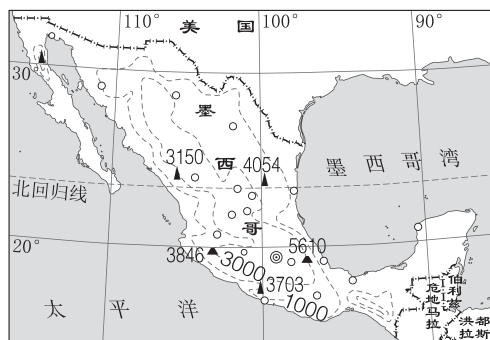 110° 100° 90°
美国
30°
墨西哥
3150
4054
墨西哥湾
北回归线
20°
3846
3000
5610
3703
1000
太平洋
伯利兹
危地马拉
洪都拉斯